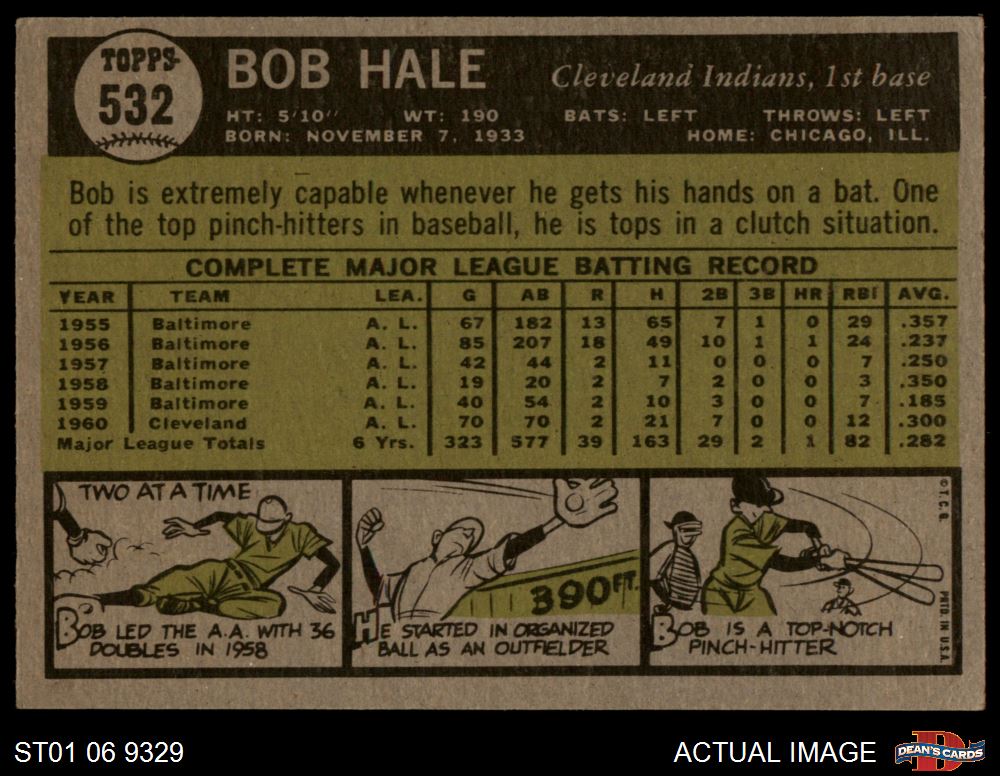 TOPPS
532
BOB HALE
Cleveland Indians, 1st base
HT: 5'10" WT: 190 BATS: LEFT THROWS: LEFT
BORN: NOVEMBER 7, 1933 HOME: CHICAGO, ILL.
Bob is extremely capable whenever he gets his hands on a bat. One
of the top pinch-hitters in baseball, he is tops in a clutch situation.
COMPLETE MAJOR LEAGUE BATTING RECORD
YEAR TEAM LEA. G AB R H 2B 3B HR RBI AVG.
1955 Baltimore A. L. 67 182 13 65 7 1 0 29 .357
1956 Baltimore A. L. 85 207 18 49 10 1 1 24 .237
1957 Baltimore A. L. 42 44 2 11 0 0 0 7 .250
1958 Baltimore A. L. 19 20 2 7 2 0 0 3 .350
1959 Baltimore A. L. 40 54 2 10 3 0 0 7 .185
1960 Cleveland A. L. 70 70 2 21 7 0 0 12 .300
Major League Totals 6 Yrs. 323 577 39 163 29 2 1 82 .282
TWO AT A TIME
BOB LED THE A.A. WITH 36
DOUBLES IN 1958
390 FT.
HE STARTED IN ORGANIZED
BALL AS AN OUTFIELDER
BOB IS A TOP-NOTCH
PINCH-HITTER
© T. C. G.
PRTD. IN U.S.A.
ST01 06 9329
ACTUAL IMAGE
D
DEAN'S CARDS